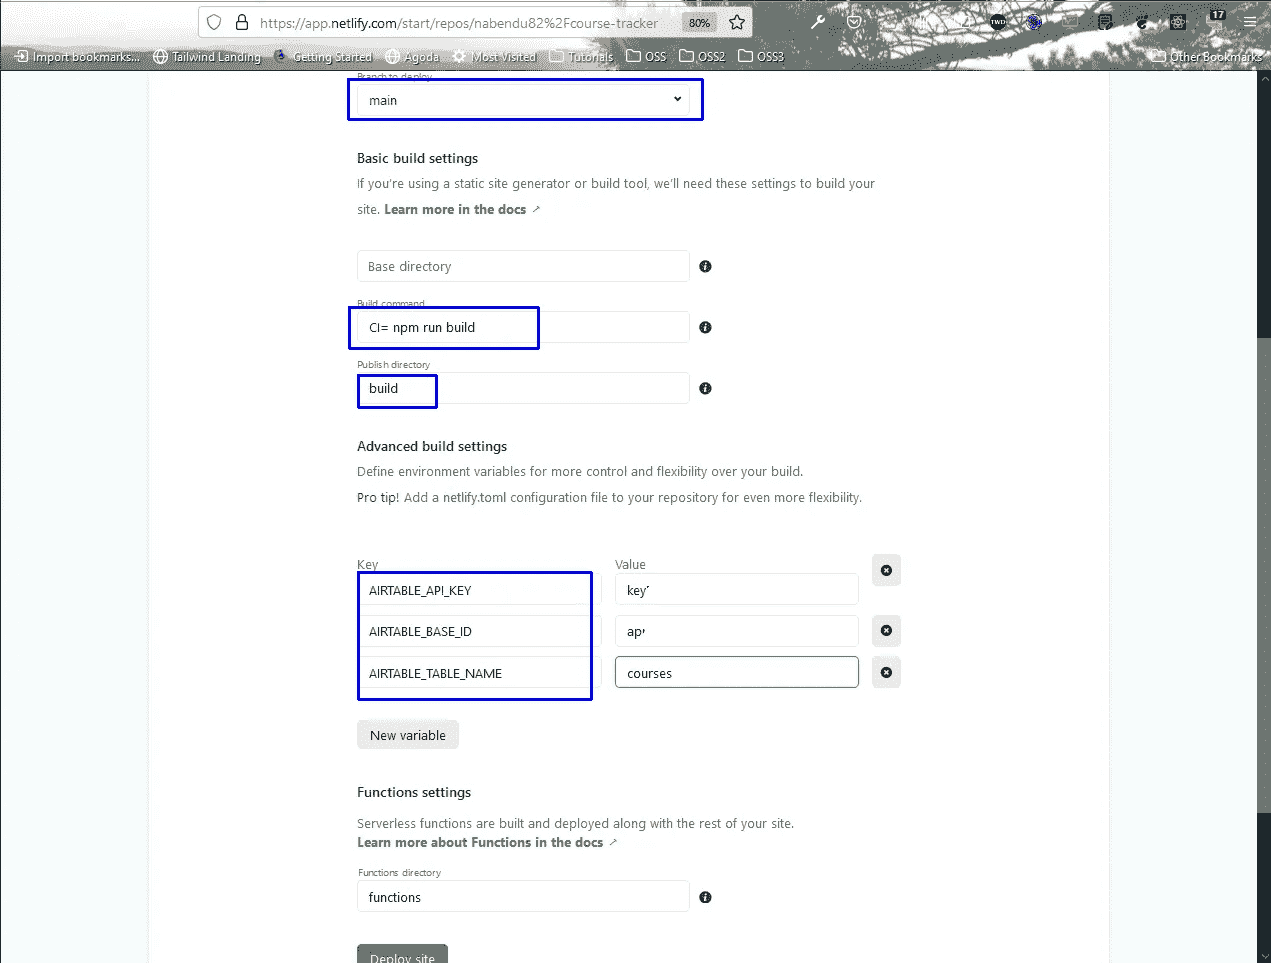 https://app.netlify.com/start/repos/nabendu82%2Fcourse-tracker 80% TWD 17
Import bookmarks... Tailwind Landing Getting Started Agoda Most Visited Tutorials OSS OSS2 OSS3 Other Bookmarks
Branch to deploy
main
Basic build settings
If you're using a static site generator or build tool, we'll need these settings to build your
site. Learn more in the docs ↗
Base directory
Build command
CI= npm run build
Publish directory
build
Advanced build settings
Define environment variables for more control and flexibility over your build.
Pro tip! Add a netlify.toml configuration file to your repository for even more flexibility.
Key Value
AIRTABLE_API_KEY key
AIRTABLE_BASE_ID
AIRTABLE_TABLE_NAME courses
New variable
Functions settings
Serverless functions are built and deployed along with the rest of your site.
Learn more about Functions in the docs ↗
Functions directory
functions
Deploy site